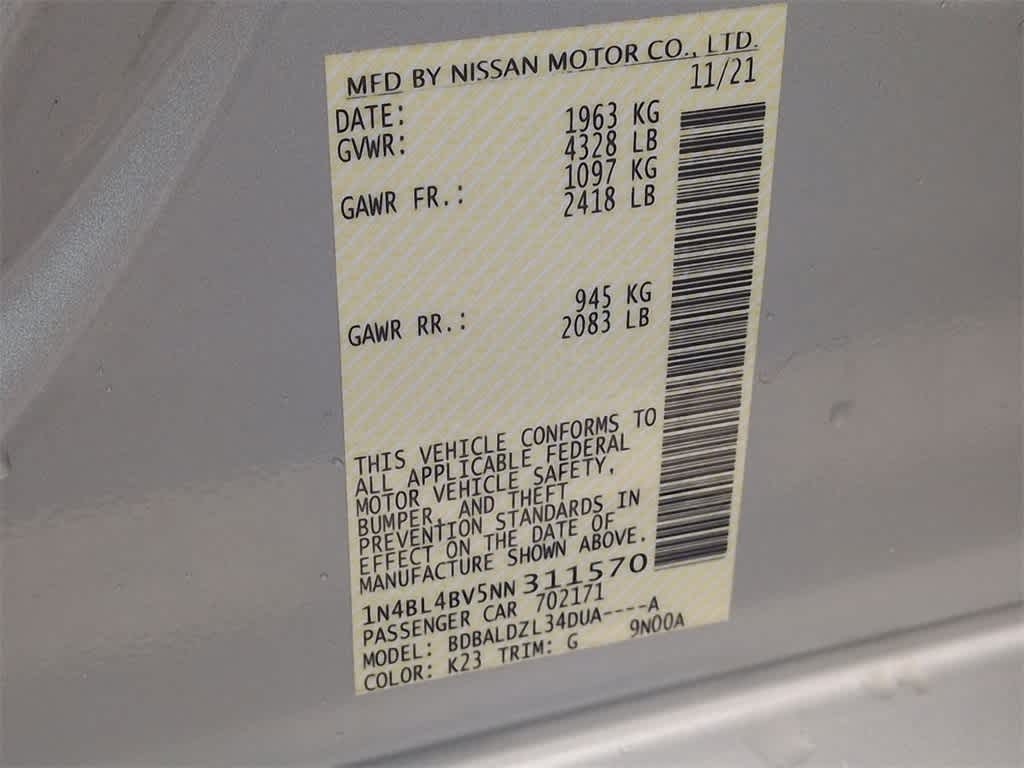 MFD BY NISSAN MOTOR CO., LTD.
DATE: 11/21
GVWR: 1963 KG
4328 LB
GAWR FR.: 1097 KG
2418 LB
GAWR RR.: 945 KG
2083 LB
THIS VEHICLE CONFORMS TO
ALL APPLICABLE FEDERAL
MOTOR VEHICLE SAFETY,
BUMPER, AND THEFT
PREVENTION STANDARDS IN
EFFECT ON THE DATE OF
MANUFACTURE SHOWN ABOVE.
1N4BL4BV5NN 311570
PASSENGER CAR 702171
MODEL: BDBALDZL34DUA----A
COLOR: K23 TRIM: G 9N00A